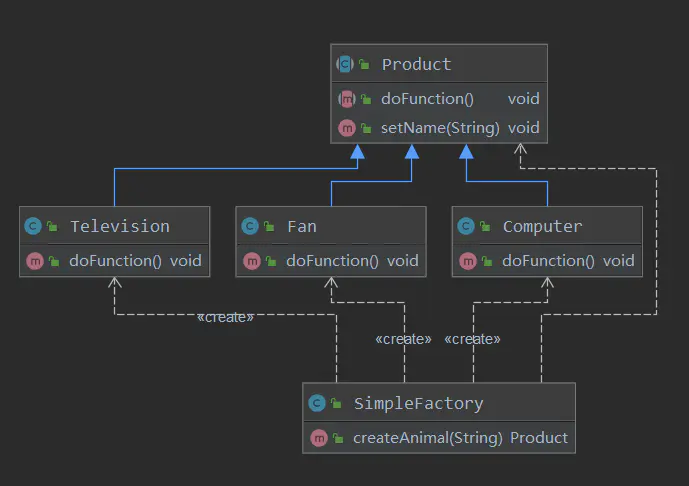 Product
doFunction() void
setName(String) void
Television
doFunction() void
Fan
doFunction() void
Computer
doFunction() void
«create»
«create»
«create»
SimpleFactory
createAnimal(String) Product